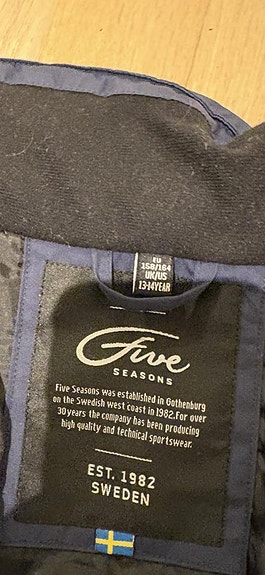 EU
158/164
UK/US
13-14YEAR
Five
SEASONS
Five Seasons was established in Gothenburg
on the Swedish west coast in 1982.For over
30 years the company has been producing
high quality and technical sportswear.
EST. 1982
SWEDEN